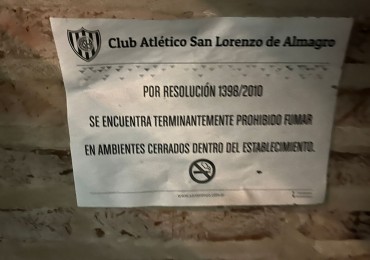 Club Atlético San Lorenzo de Almagro
POR RESOLUCIÓN 1398/2010
SE ENCUENTRA TERMINANTEMENTE PROHIBIDO FUMAR
EN AMBIENTES CERRADOS DENTRO DEL ESTABLECIMIENTO.